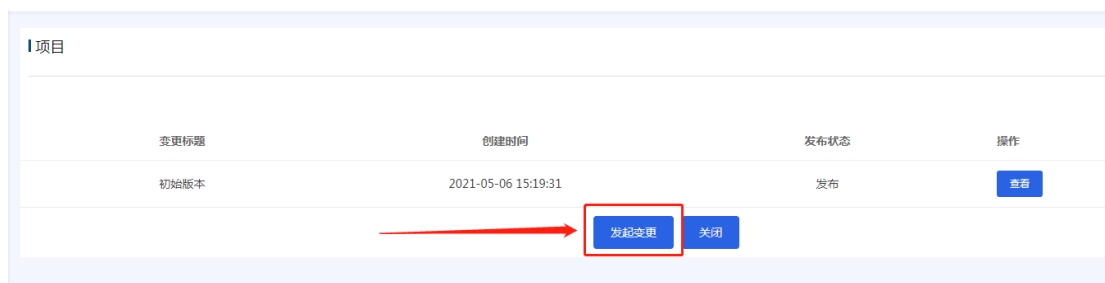 项目
变更标题 创建时间 发布状态 操作
初始版本 2021-05-06 15:19:31 发布 查看
发起变更 关闭